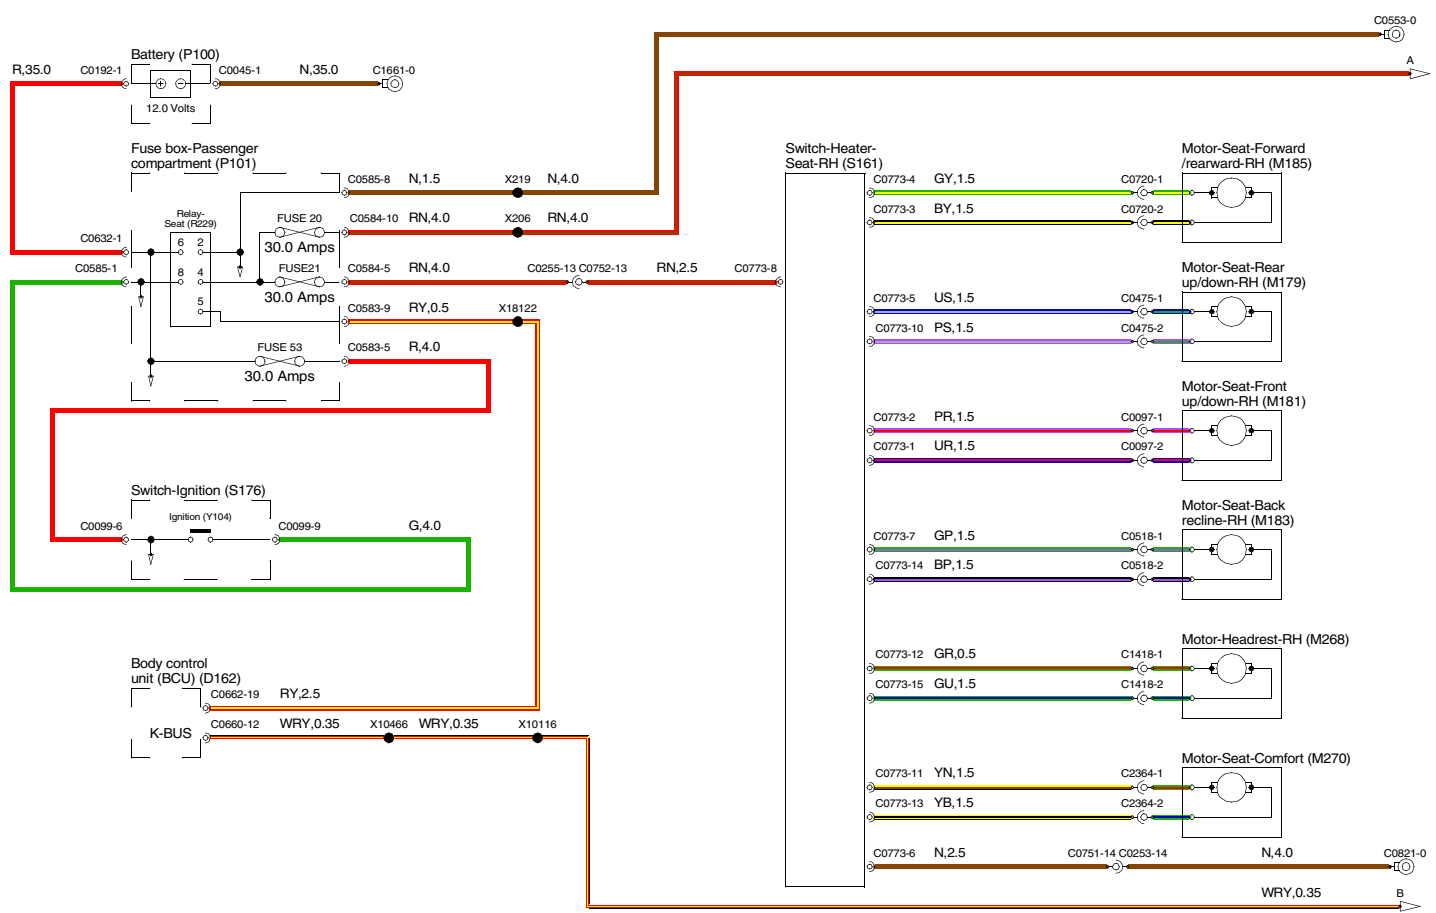 C0553-0
A
Battery (P100)
R,35.0
C0192-1
C0045-1
N,35.0
C1661-0
12.0 Volts
Fuse box-Passenger
compartment (P101)
C0585-8
N,1.5
X219
N,4.0
Relay-
Seat (R229)
FUSE 20
C0584-10
RN,4.0
X206
RN,4.0
C0632-1
6
2
30.0 Amps
C0585-1
8
4
FUSE21
C0584-5
RN,4.0
C0255-13
C0752-13
RN,2.5
C0773-8
30.0 Amps
5
C0583-9
RY,0.5
X18122
FUSE 53
C0583-5
R,4.0
30.0 Amps
Switch-Ignition (S176)
C0099-6
Ignition (Y104)
C0099-9
G,4.0
Body control
unit (BCU) (D162)
C0662-19
RY,2.5
K-BUS
C0660-12
WRY,0.35
X10466
WRY,0.35
X10116
Switch-Heater-
Seat-RH (S161)
Motor-Seat-Forward
/rearward-RH (M185)
C0773-4
GY,1.5
C0720-1
C0773-3
BY,1.5
C0720-2
Motor-Seat-Rear
up/down-RH (M179)
C0773-5
US,1.5
C0475-1
C0773-10
PS,1.5
C0475-2
Motor-Seat-Front
up/down-RH (M181)
C0773-2
PR,1.5
C0097-1
C0773-1
UR,1.5
C0097-2
Motor-Seat-Back
recline-RH (M183)
C0773-7
GP,1.5
C0518-1
C0773-14
BP,1.5
C0518-2
Motor-Headrest-RH (M268)
C0773-12
GR,0.5
C1418-1
C0773-15
GU,1.5
C1418-2
Motor-Seat-Comfort (M270)
C0773-11
YN,1.5
C2364-1
C0773-13
YB,1.5
C2364-2
C0773-6
N,2.5
C0751-14
C0253-14
N,4.0
C0821-0
WRY,0.35
B